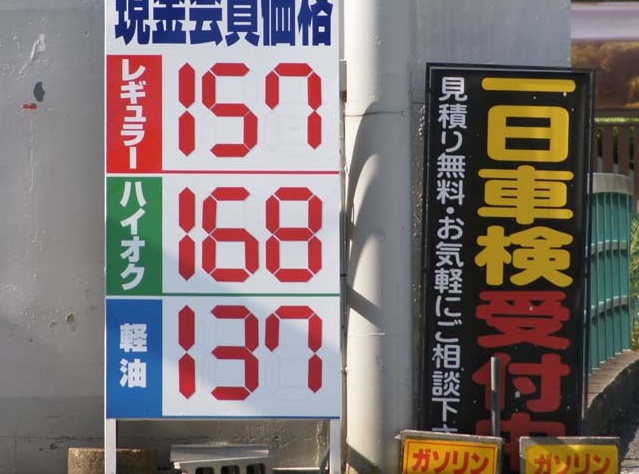 現金会員価格
レギュラー 157
ハイオク 168
軽油 137
一日車検受付中
見積り無料・お気軽にご相談下
ガソリン
ガソリン